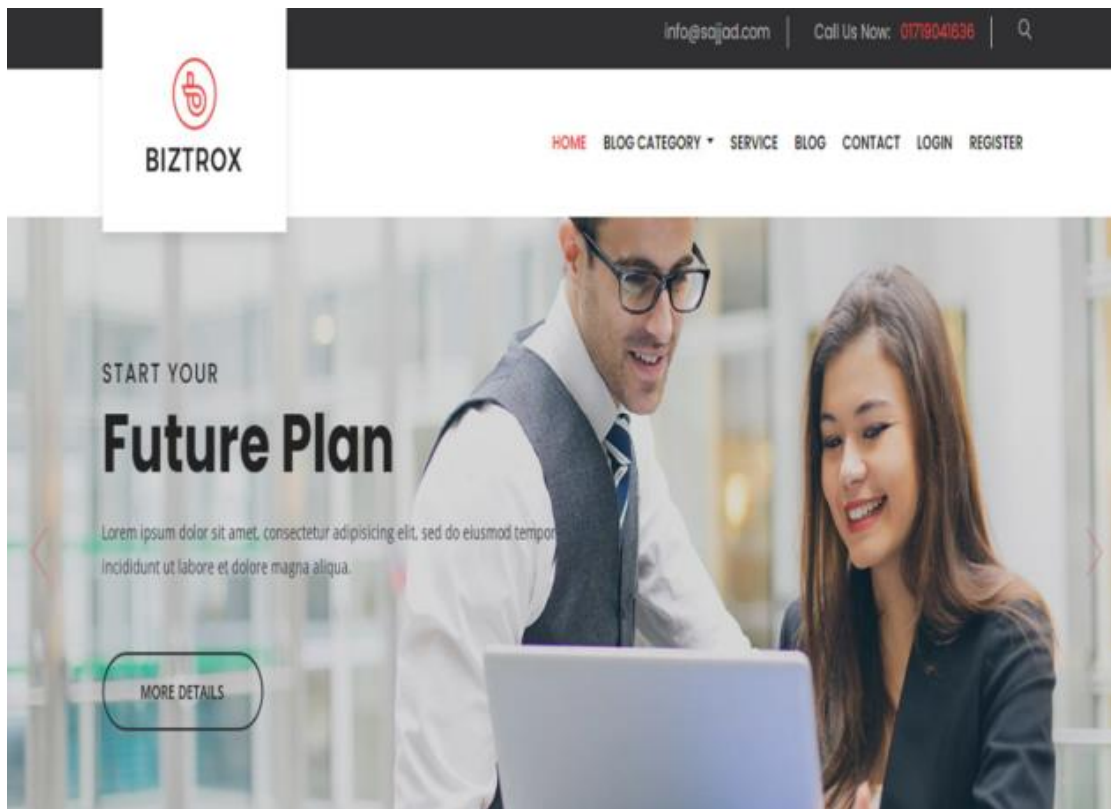 info@sajjad.com Call Us Now: 01719041636
BIZTROX
HOME BLOG CATEGORY SERVICE BLOG CONTACT LOGIN REGISTER
START YOUR
Future Plan
Lorem ipsum dolor sit amet, consectetur adipisicing elit, sed do eiusmod tempor
incididunt ut labore et dolore magna aliqua.
MORE DETAILS